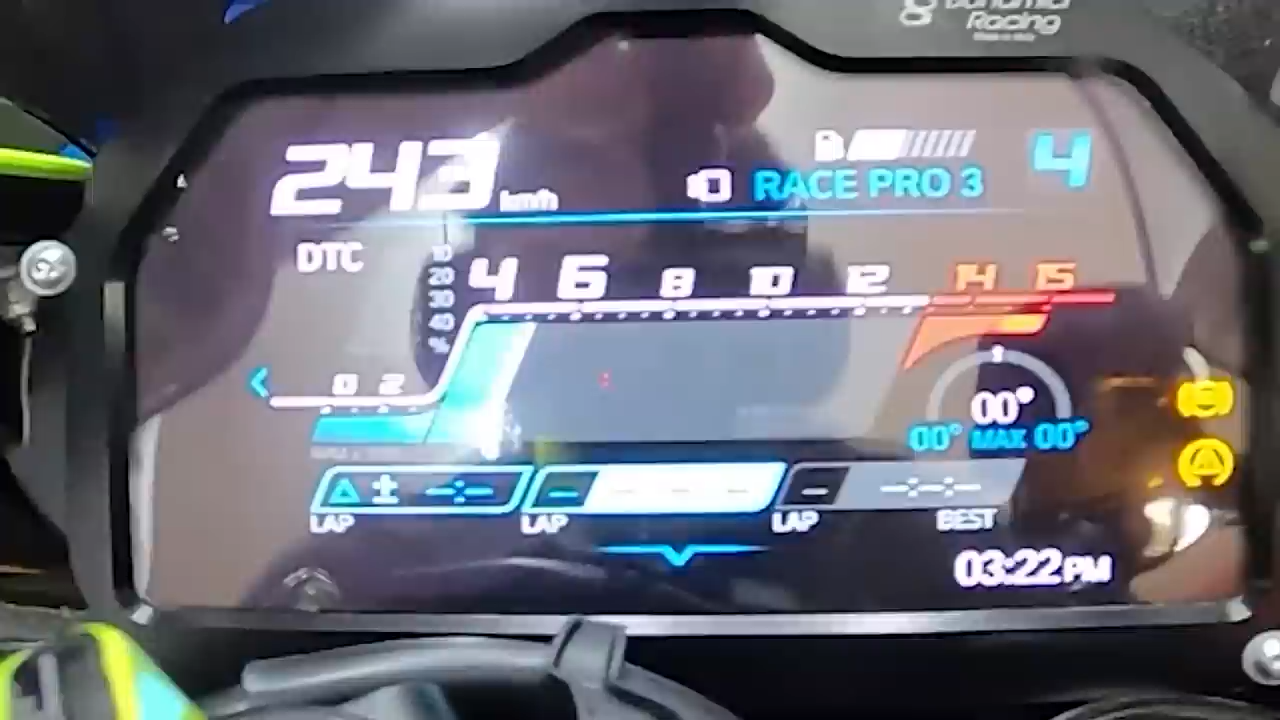 Racing
243 km/h
RACE PRO 3
4
DTC
10
20
30
40
%
4 6 8 10 12 14 15
0 2
00°
00° MAX 00°
LAP
LAP
LAP
BEST
03:22 PM